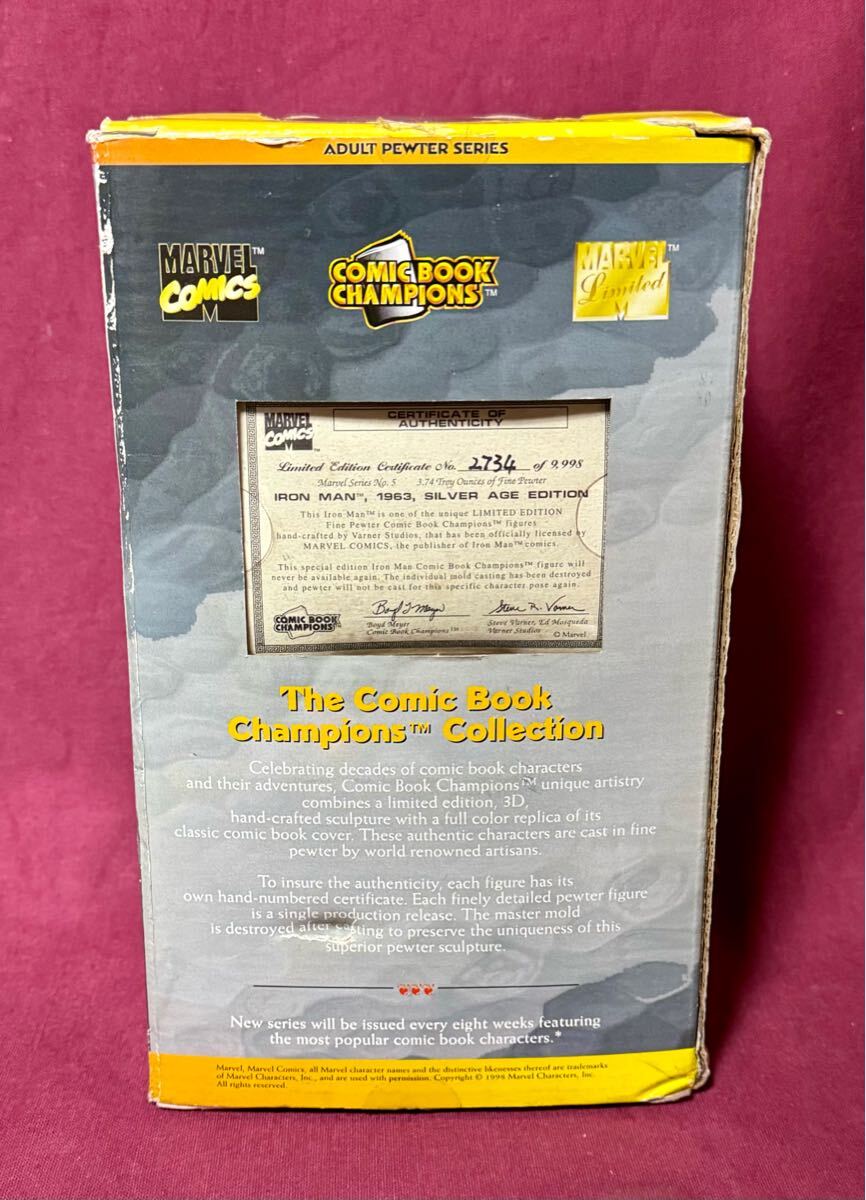 ADULT PEWTER SERIES
MARVEL™
COMICS
COMIC BOOK
CHAMPIONS™
MARVEL™
Limited
MARVEL
COMICS™
CERTIFICATE OF
AUTHENTICITY
Limited Edition Certificate No. 2734 of 9,998
Marvel Series No. 5 3.74 Troy Ounces of Fine Pewter
IRON MAN™, 1963, SILVER AGE EDITION
This Iron Man™ is one of the unique LIMITED EDITION
Fine Pewter Comic Book Champions™ figures
hand-crafted by Varner Studios, that has been officially licensed by
MARVEL COMICS, the publisher of Iron Man™ comics.
This special edition Iron Man Comic Book Champions™ figure will
never be available again. The individual mold casting has been destroyed
and pewter will not be cast for this specific character pose again.
COMIC BOOK
CHAMPIONS™
Boyd Meyer
Comic Book Champions™
Steve R. Varner
Steve Varner, Ed Mosqueda
Varner Studios
© Marvel
The Comic Book
Champions™ Collection
Celebrating decades of comic book characters
and their adventures, Comic Book Champions™ unique artistry
combines a limited edition, 3D,
hand-crafted sculpture with a full color replica of its
classic comic book cover. These authentic characters are cast in fine
pewter by world renowned artisans.
To insure the authenticity, each figure has its
own hand-numbered certificate. Each finely detailed pewter figure
is a single production release. The master mold
is destroyed after casting to preserve the uniqueness of this
superior pewter sculpture.
New series will be issued every eight weeks featuring
the most popular comic book characters.*
Marvel, Marvel Comics, all Marvel character names and the distinctive likenesses thereof are trademarks
of Marvel Characters, Inc., and are used with permission. Copyright © 1998 Marvel Characters, Inc.
All rights reserved.